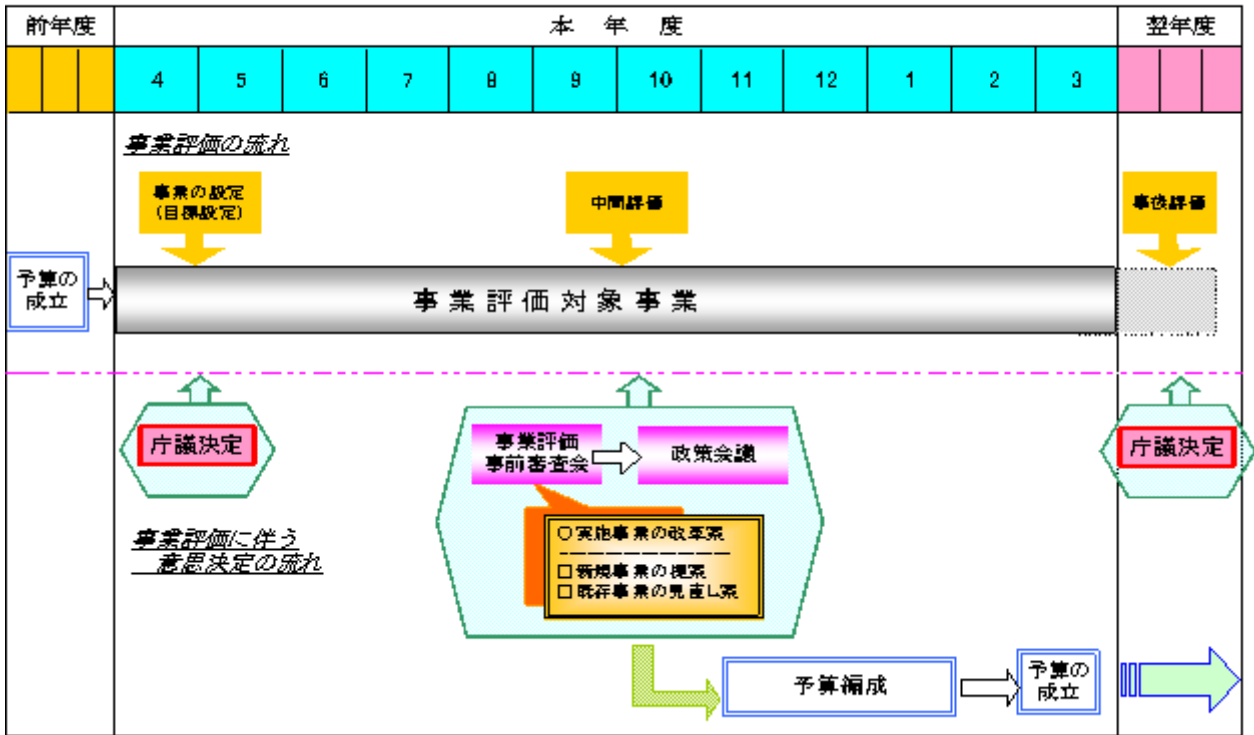 前年度
本年度
翌年度
4 5 6 7 8 9 10 11 12 1 2 3
事業評価の流れ
事業の設定
(目標設定)
中間評価
事後評価
予算の
成立
事業評価対象事業
庁議決定
事業評価
事前審査会
政策会議
庁議決定
○実施事業の改革案
□新規事業の提案
□既存事業の見直し案
事業評価に伴う
意思決定の流れ
予算編成
予算の
成立